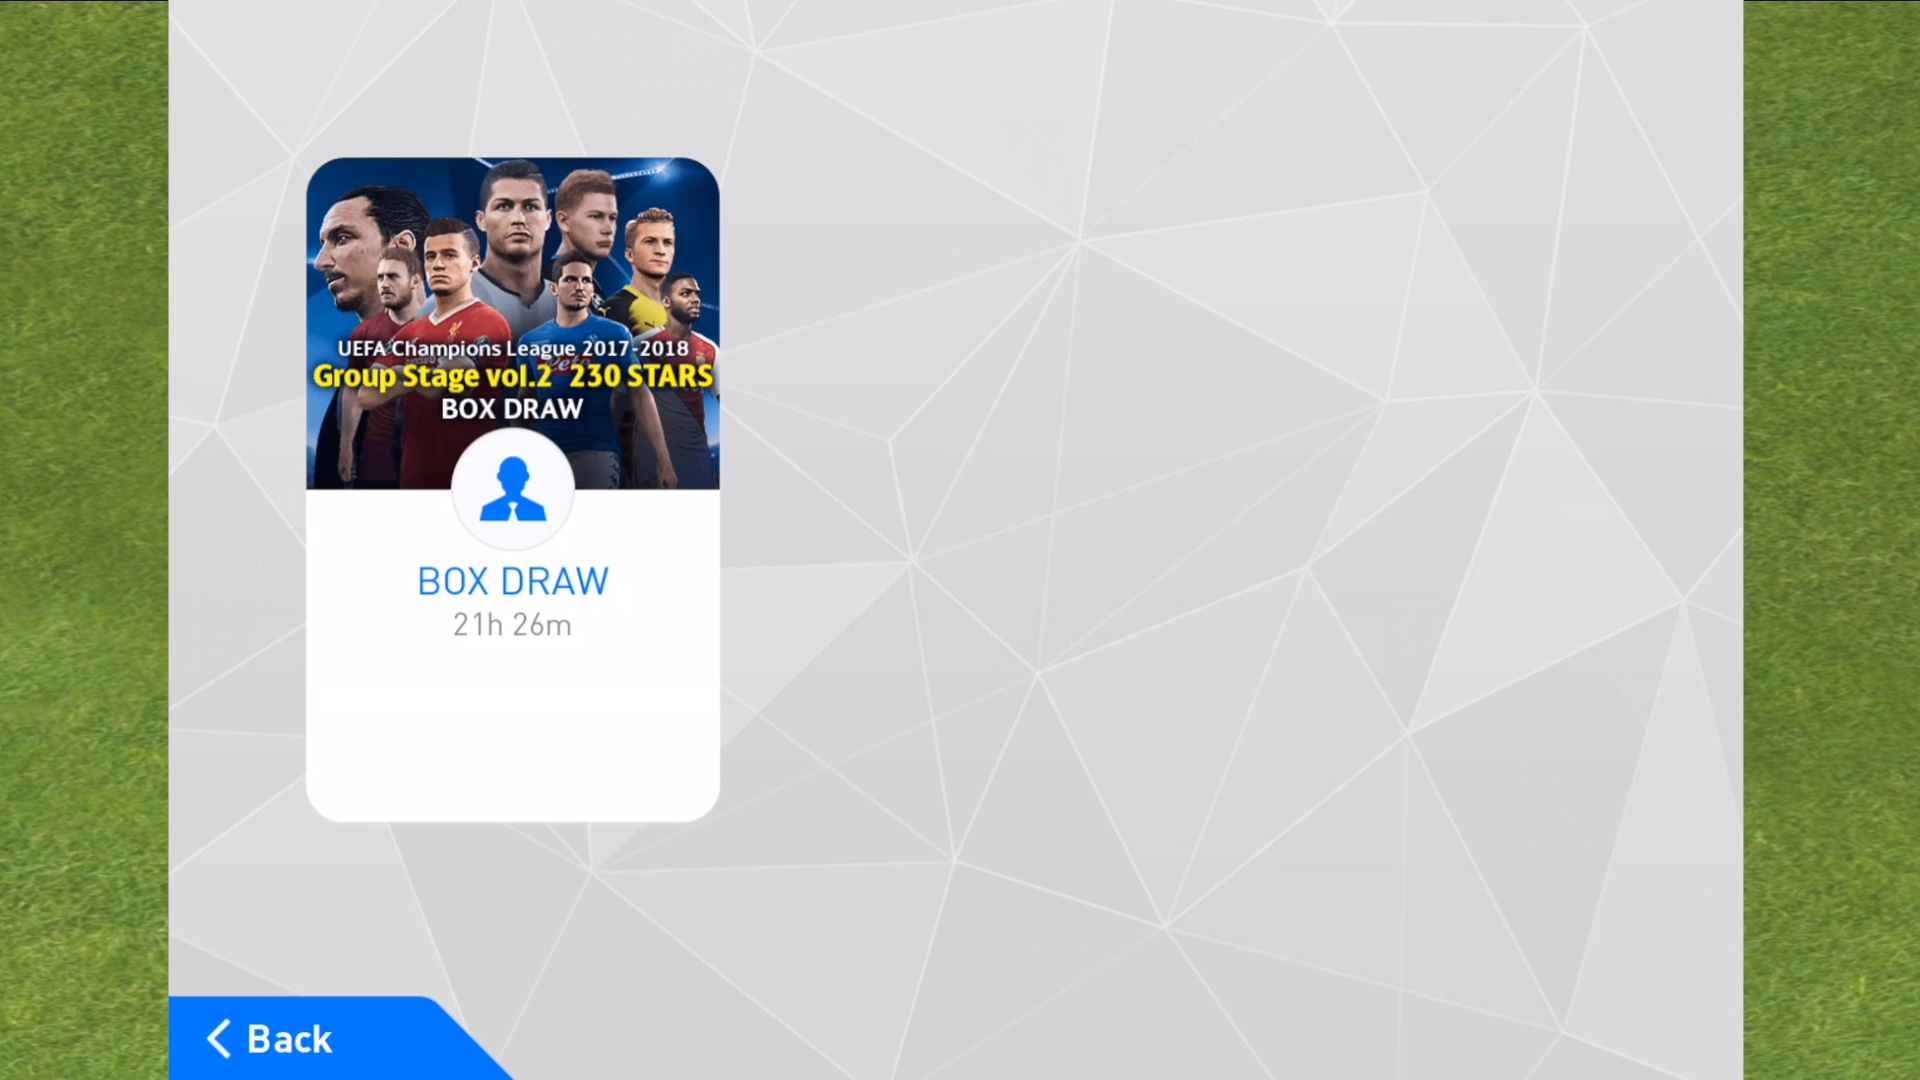 UEFA Champions League 2017-2018
Group Stage vol.2 230 STARS
BOX DRAW
BOX DRAW
21h 26m
Back